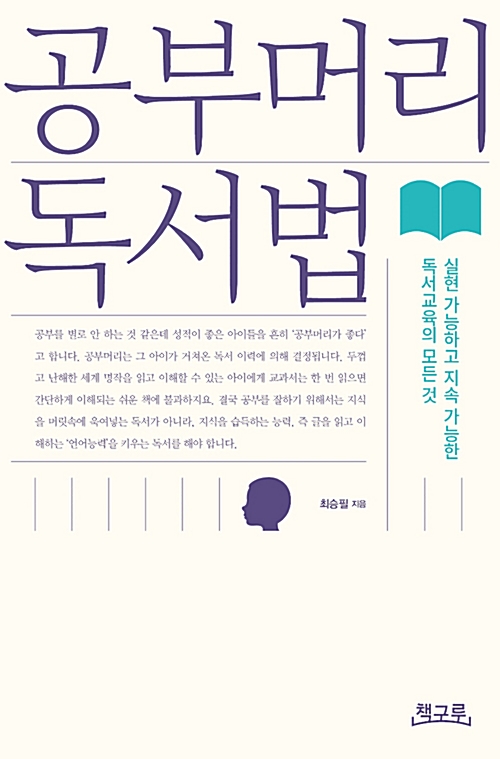 공부머리
독서법
실현 가능하고 지속 가능한
독서교육의 모든 것
공부를 별로 안 하는 것 같은데 성적이 좋은 아이들을 흔히 '공부머리가 좋다'
고 합니다. 공부머리는 그 아이가 거쳐온 독서 이력에 의해 결정됩니다. 두껍
고 난해한 세계 명작을 읽고 이해할 수 있는 아이에게 교과서는 한 번 읽으면
간단하게 이해되는 쉬운 책에 불과하지요. 결국 공부를 잘하기 위해서는 지식
을 머릿속에 욱여넣는 독서가 아니라, 지식을 습득하는 능력, 즉 글을 읽고 이
해하는 '언어능력'을 키우는 독서를 해야 합니다.
최승필 지음
책구루